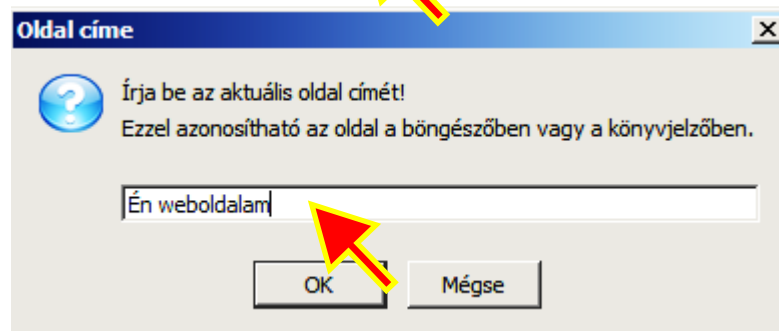 Oldal címe
Írja be az aktuális oldal címét!
Ezzel azonosítható az oldal a böngészőben vagy a könyvjelzőben.
Én weboldalam
OK Mégse